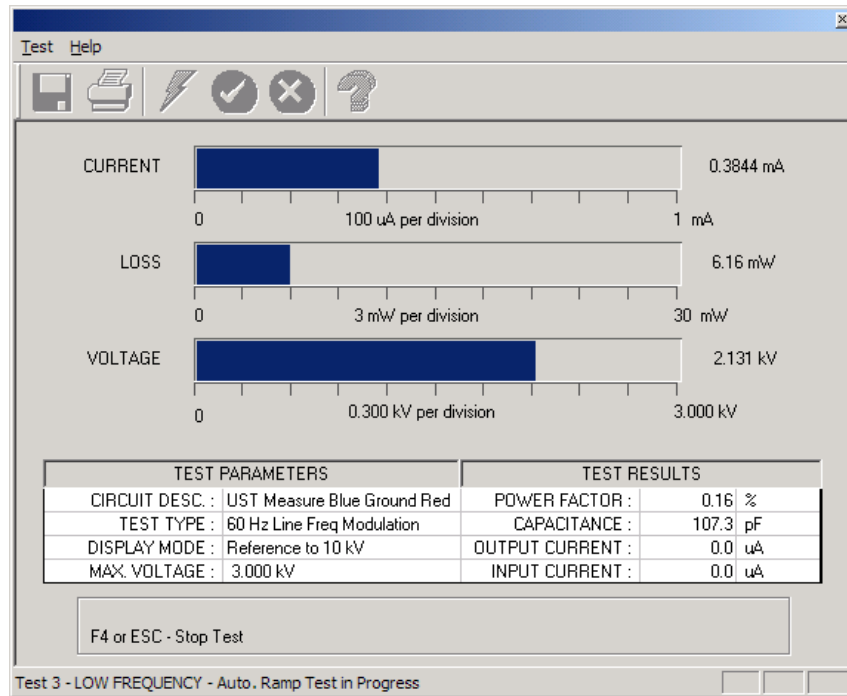 Test Help
CURRENT 0.3844 mA
0 100 uA per division 1 mA
LOSS 6.16 mW
0 3 mW per division 30 mW
VOLTAGE 2.131 kV
0 0.300 kV per division 3.000 kV
TEST PARAMETERS TEST RESULTS
CIRCUIT DESC. : UST Measure Blue Ground Red POWER FACTOR : 0.16 %
TEST TYPE : 60 Hz Line Freq Modulation CAPACITANCE : 107.3 pF
DISPLAY MODE : Reference to 10 kV OUTPUT CURRENT : 0.0 uA
MAX. VOLTAGE : 3.000 kV INPUT CURRENT : 0.0 uA
F4 or ESC - Stop Test
Test 3 - LOW FREQUENCY - Auto. Ramp Test in Progress